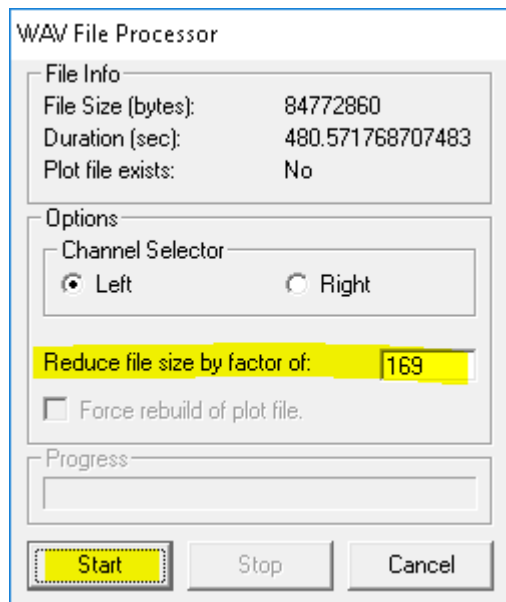 WAV File Processor
File Info
File Size (bytes): 84772860
Duration (sec): 480.571768707483
Plot file exists: No
Options
Channel Selector
Left Right
Reduce file size by factor of: 169
Force rebuild of plot file.
Progress
Start Stop Cancel